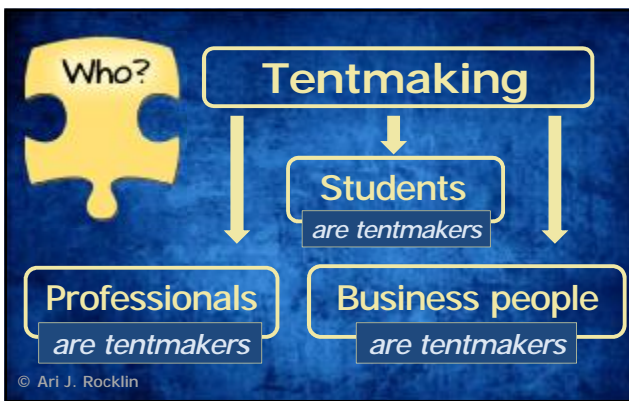 Who?
Tentmaking
Students
are tentmakers
Professionals
are tentmakers
Business people
are tentmakers
© Ari J. Rocklin